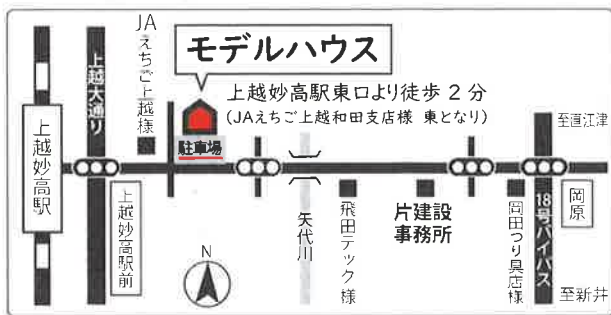 モデルハウス
上越妙高駅東口より徒歩 2 分
(JAえちご上越和田支店様 東となり)
JA
えちご上越様
上越大通り
上越妙高駅
駐車場
上越妙高駅前
矢代川
飛田テック様
片建設
事務所
岡田つり具店様
18号バイパス
岡原
至直江津
至新井
N